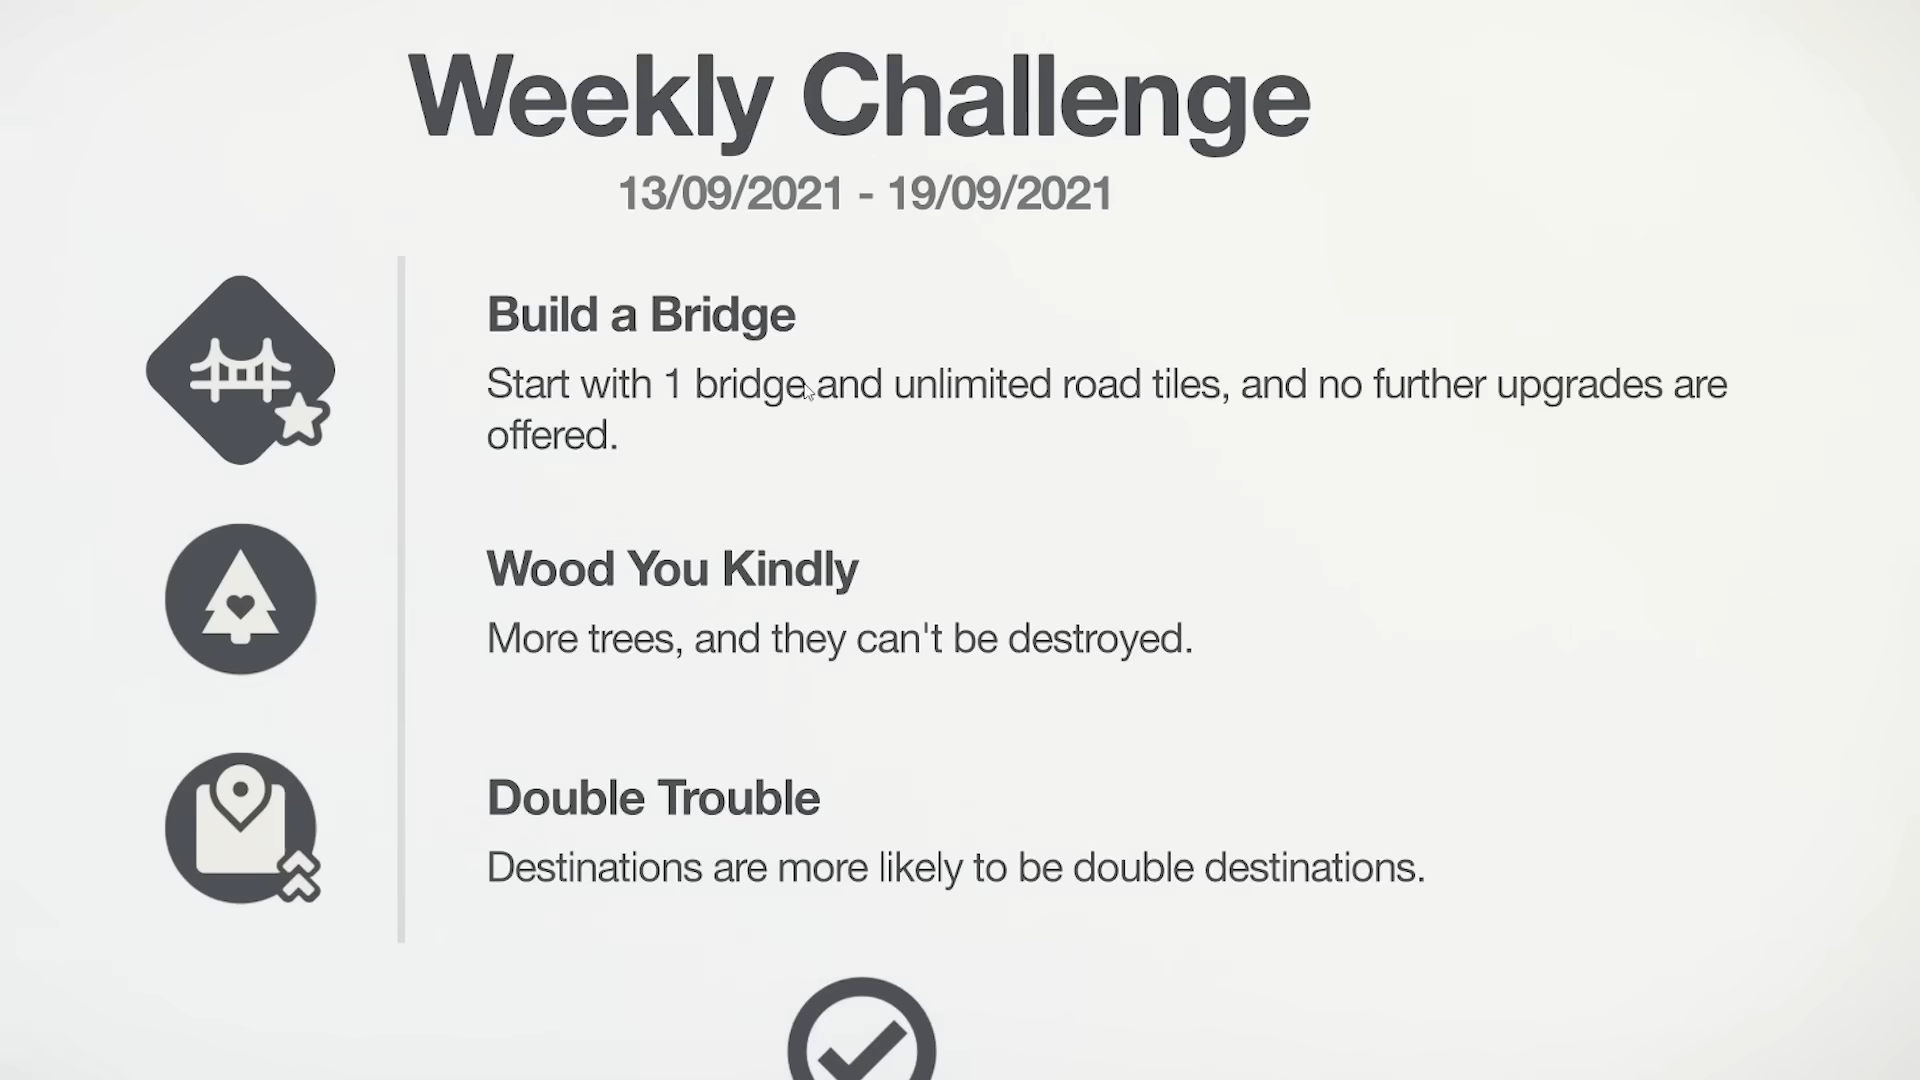 Weekly Challenge
13/09/2021 - 19/09/2021
Build a Bridge
Start with 1 bridge and unlimited road tiles, and no further upgrades are
offered.
Wood You Kindly
More trees, and they can't be destroyed.
Double Trouble
Destinations are more likely to be double destinations.